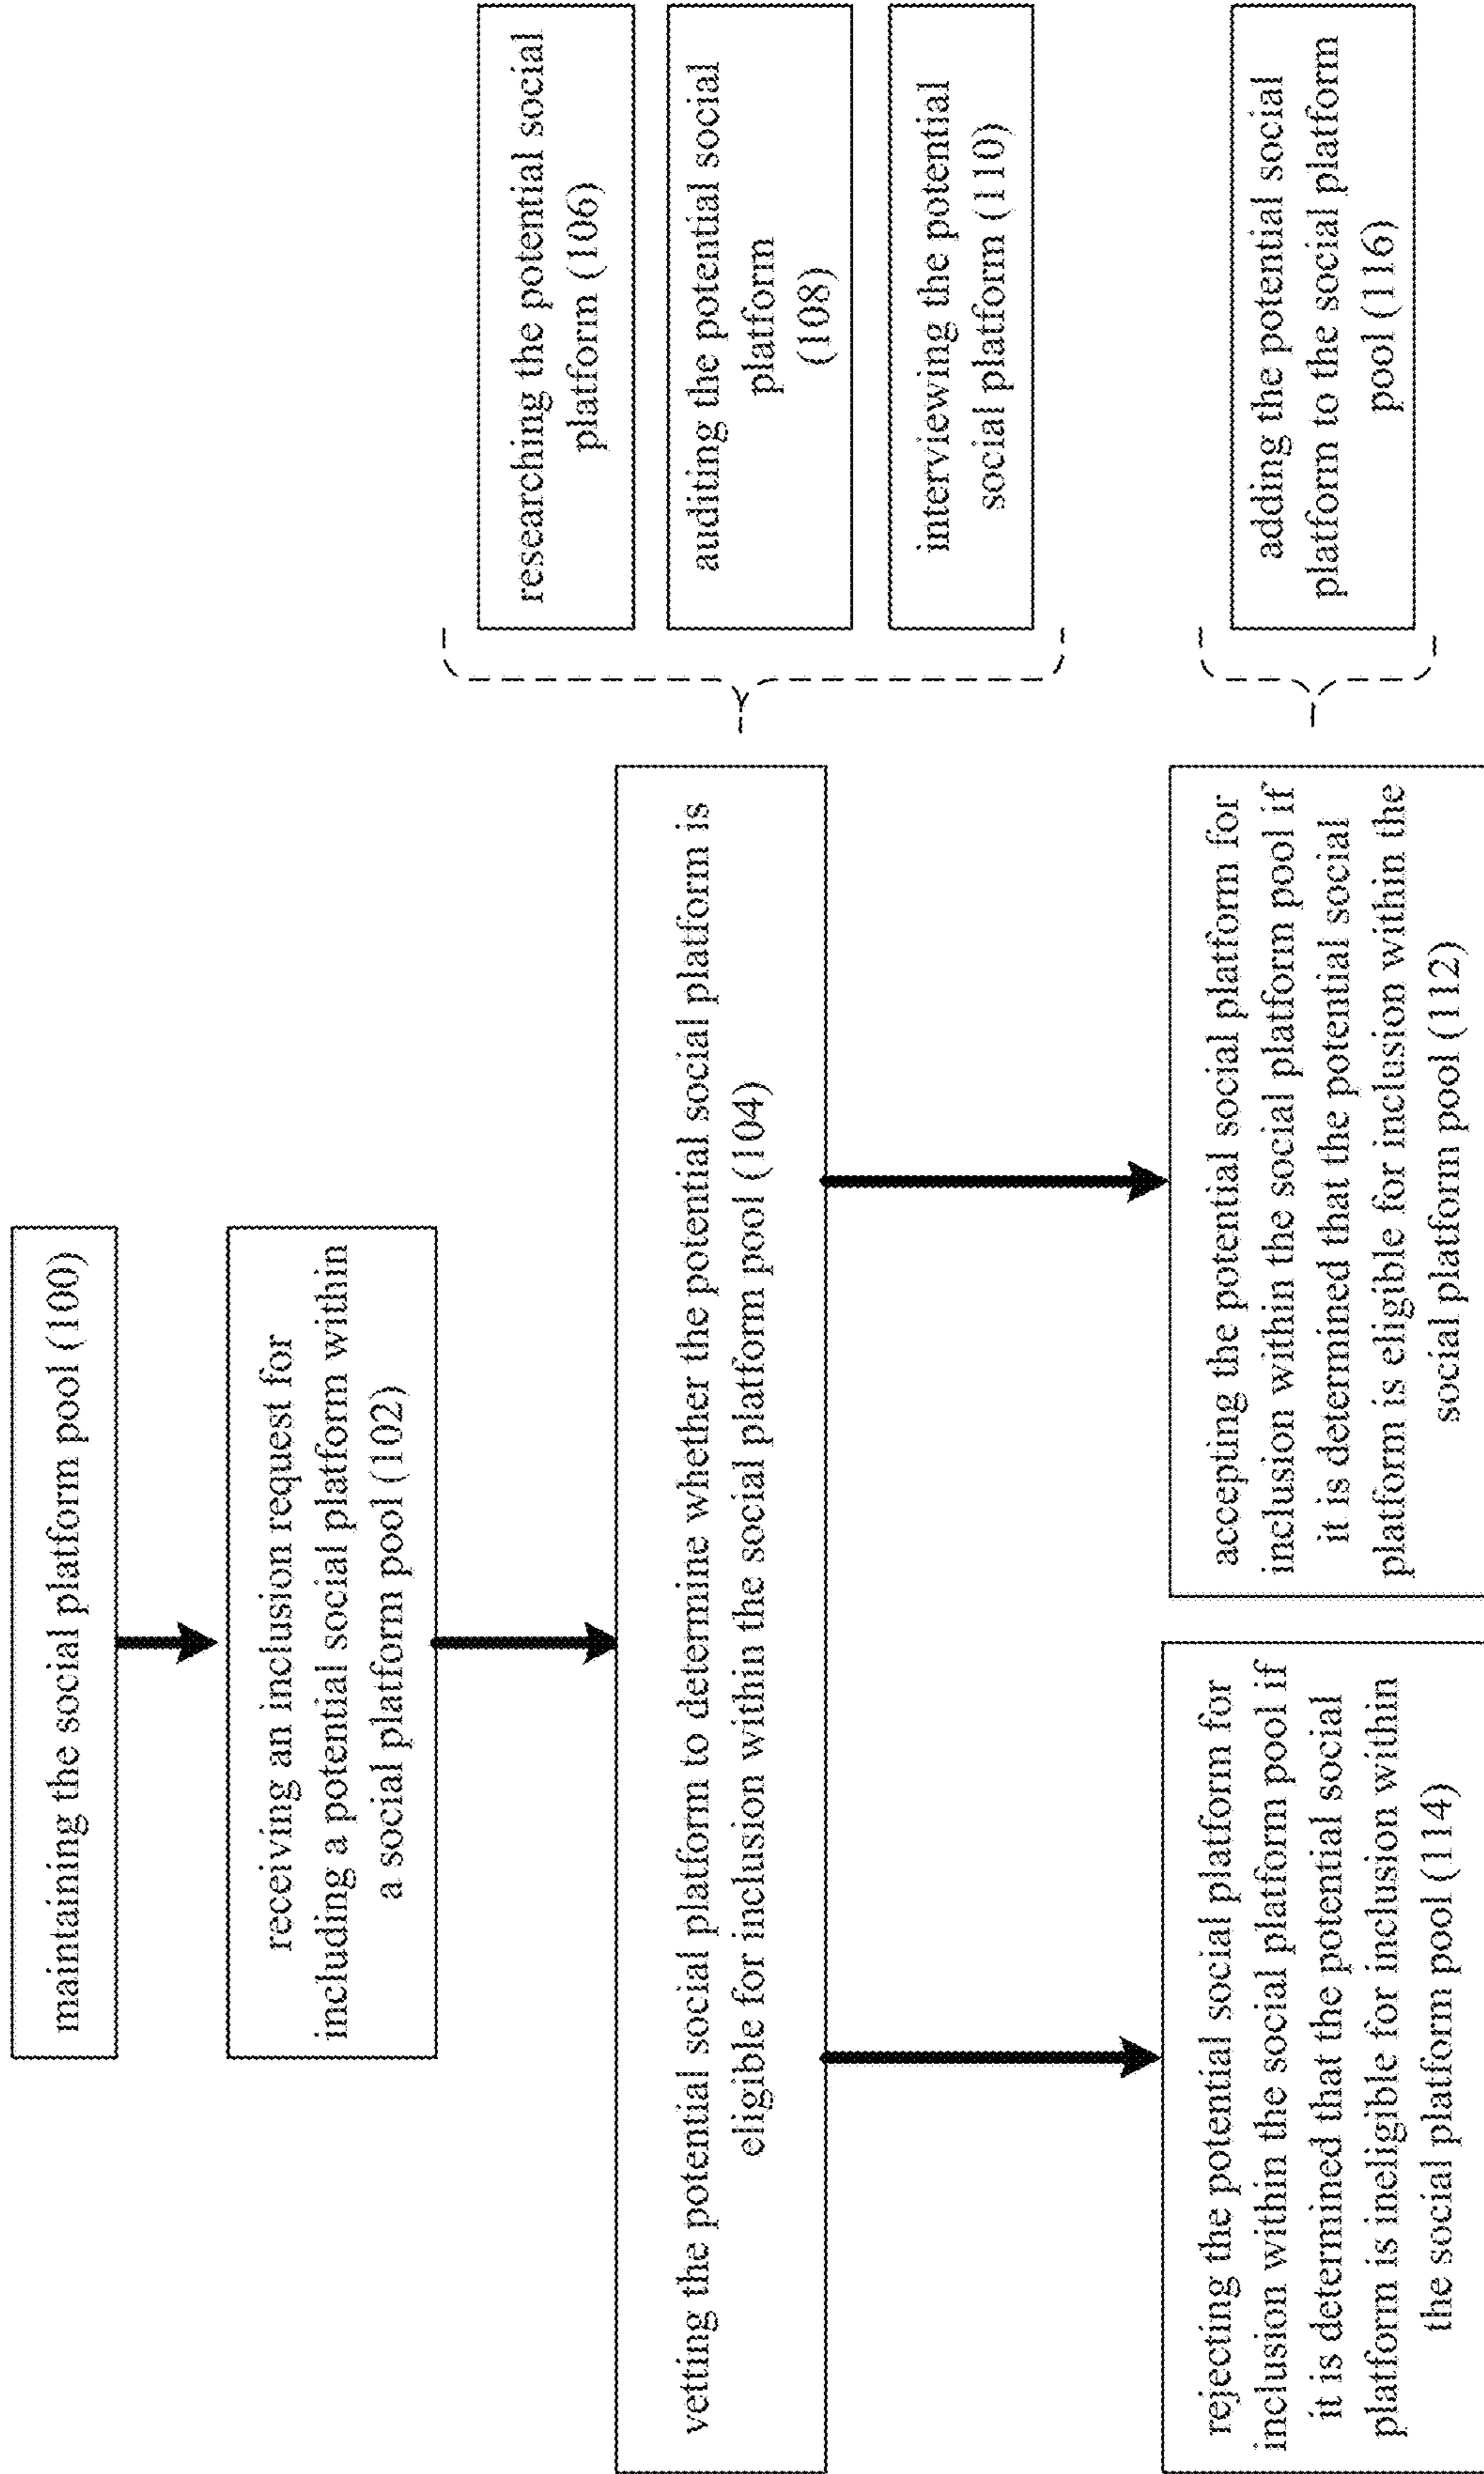 maintaining the social platform pool (100)
receiving an inclusion request for
including a potential social platform within
a social platform pool (102)
vetting the potential social platform to determine whether the potential social platform is
eligible for inclusion within the social platform pool (104)
researching the potential social
platform (106)
auditing the potential social
platform
(108)
interviewing the potential
social platform (110)
rejecting the potential social platform for
inclusion within the social platform pool if
it is determined that the potential social
platform is ineligible for inclusion within
the social platform pool (114)
accepting the potential social platform for
inclusion within the social platform pool if
it is determined that the potential social
platform is eligible for inclusion within the
social platform pool (112)
adding the potential social
platform to the social platform
pool (116)